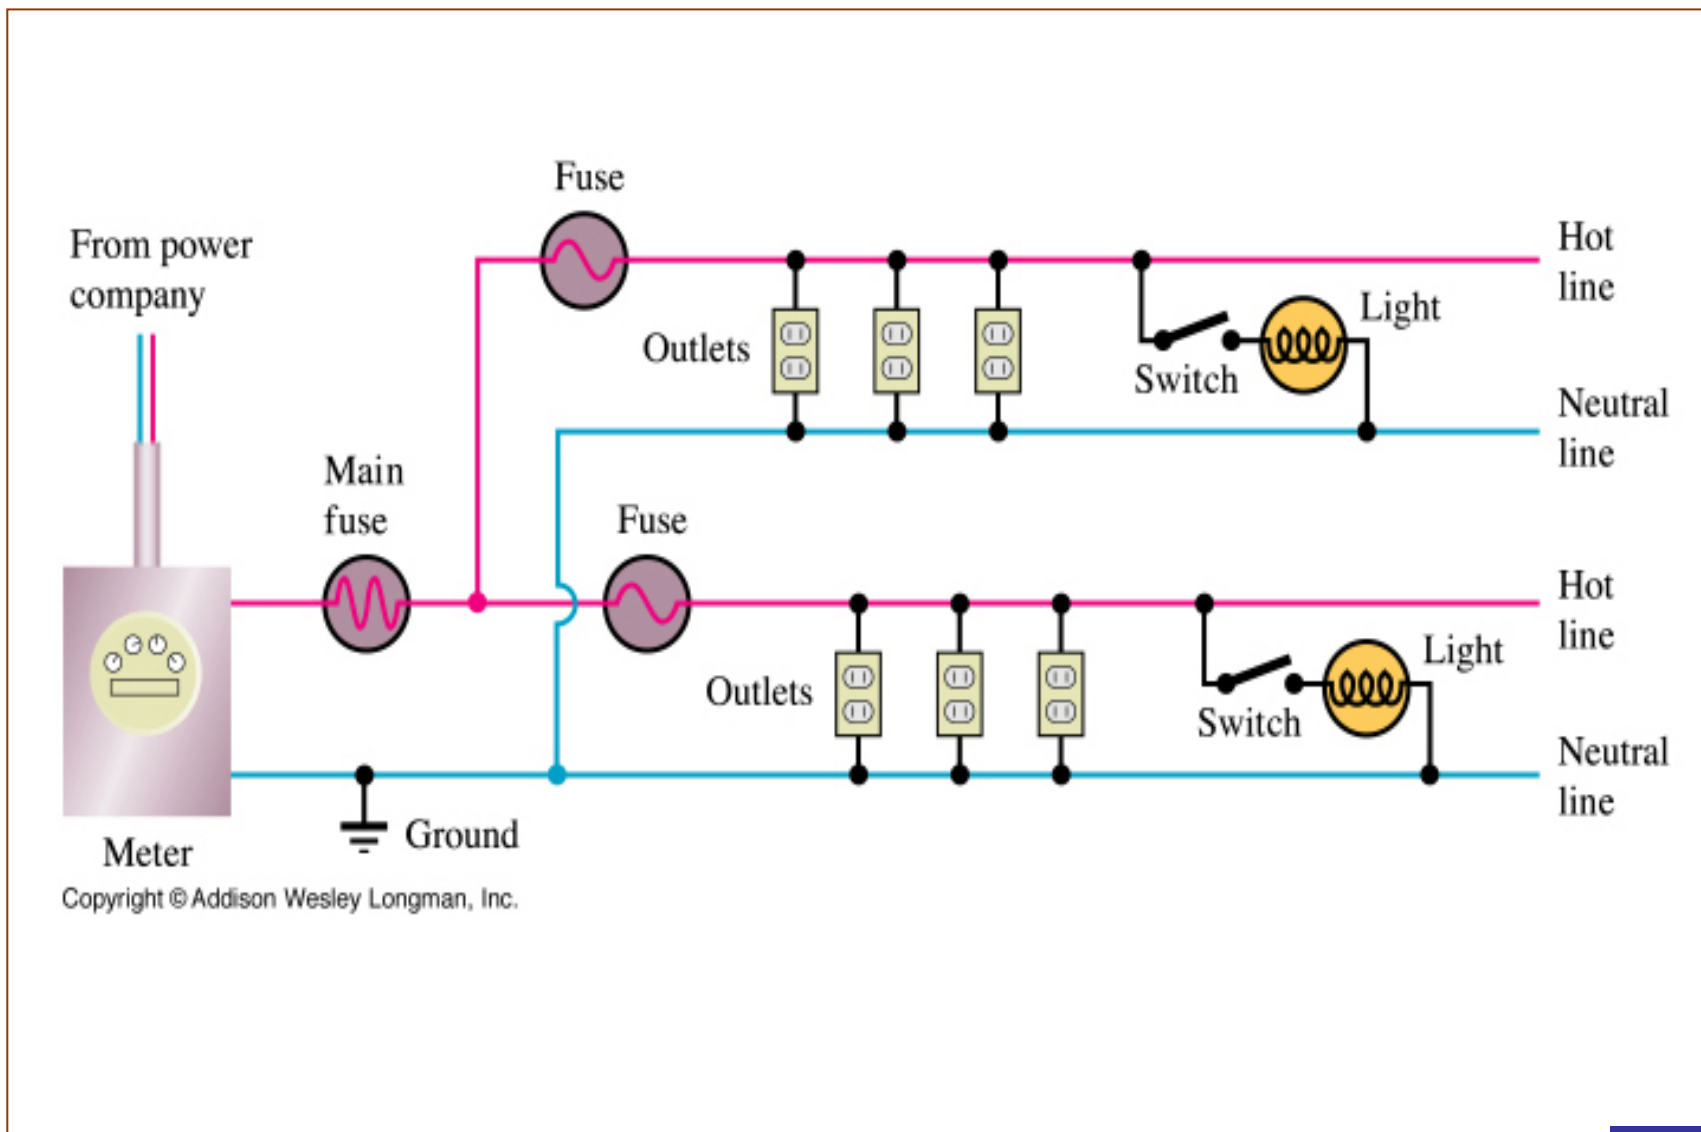 Fuse
From power
company
Hot
line
Light
Outlets
Switch
Neutral
line
Main
fuse
Fuse
Hot
line
Light
Outlets
Switch
Neutral
line
Ground
Meter
Copyright © Addison Wesley Longman, Inc.